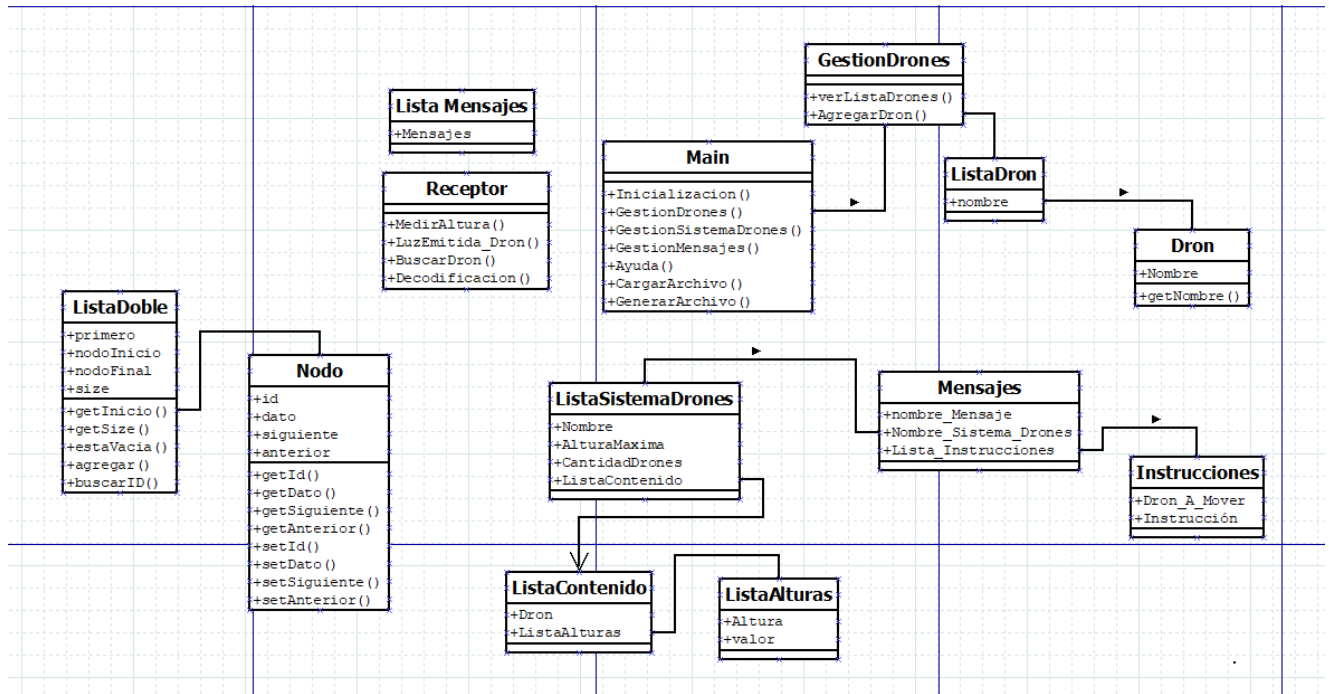 GestionDrones
+verListaDrones()
+AgregarDron()
Lista Mensajes
+Mensajes
Main
+Inicializacion()
+GestionDrones()
+GestionSistemaDrones()
+GestionMensajes()
+Ayuda()
+CargarArchivo()
+GenerarArchivo()
ListaDron
+nombre
Receptor
+MedirAltura()
+LuzEmitida_Dron()
+BuscarDron()
+Decodificacion()
Dron
+Nombre
+getNombre()
ListaDoble
+primero
+nodoInicio
+nodoFinal
+size
+getInicio()
+getSize()
+estaVacia()
+agregar()
+buscarID()
Nodo
+id
+dato
+siguiente
+anterior
+getId()
+getDato()
+getSiguiente()
+getAnterior()
+setId()
+setDato()
+setSiguiente()
+setAnterior()
ListaSistemaDrones
+Nombre
+AlturaMaxima
+CantidadDrones
+ListaContenido
Mensajes
+nombre_Mensaje
+Nombre_Sistema_Drones
+Lista_Instrucciones
Instrucciones
+Dron_A_Mover
+Instrucción
ListaContenido
+Dron
+ListaAlturas
ListaAlturas
+Altura
+valor